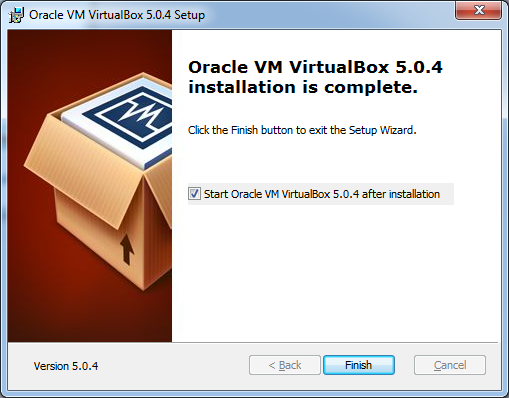 Oracle VM VirtualBox 5.0.4 Setup
Oracle VM VirtualBox 5.0.4
installation is complete.
Click the Finish button to exit the Setup Wizard.
Start Oracle VM VirtualBox 5.0.4 after installation
Version 5.0.4
< Back
Finish
Cancel